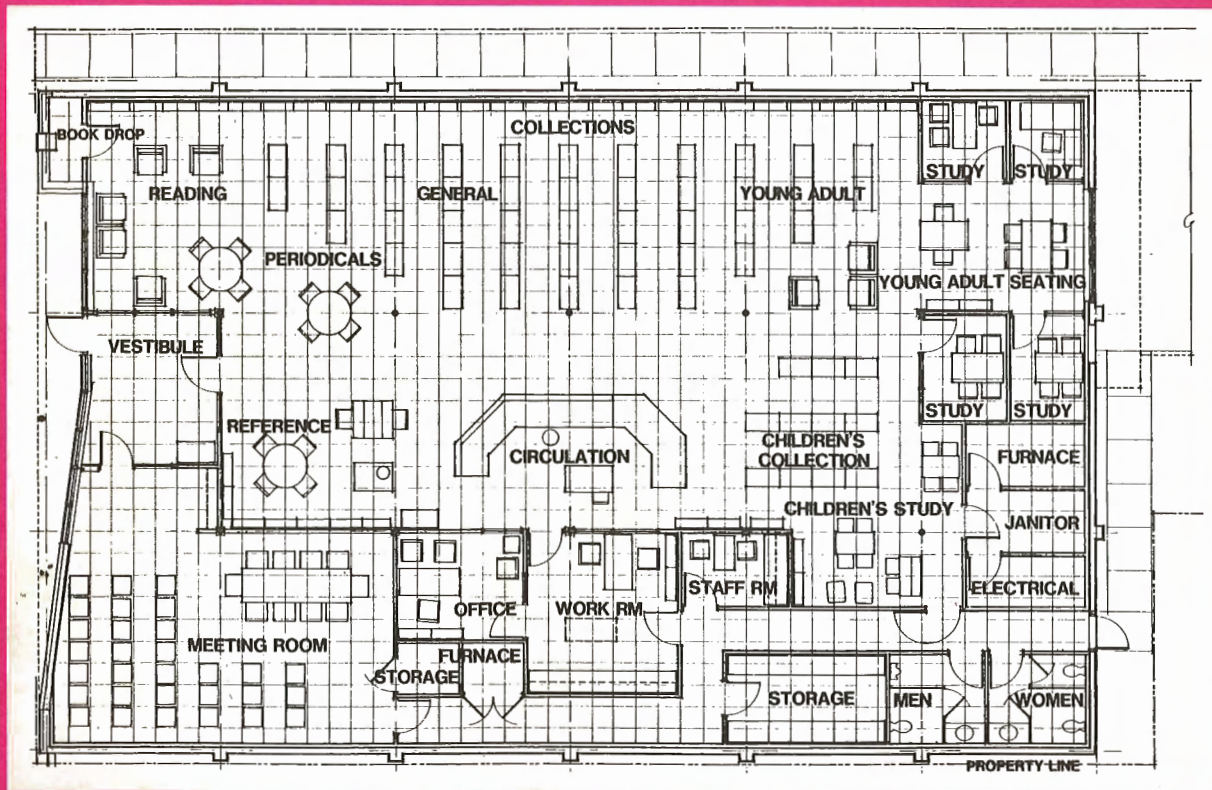 COLLECTIONS
BOOK DROP
STUDY
STUDY
READING
GENERAL
YOUNG ADULT
PERIODICALS
YOUNG ADULT SEATING
VESTIBULE
STUDY
STUDY
REFERENCE
CIRCULATION
CHILDREN'S
COLLECTION
FURNACE
CHILDREN'S STUDY
JANITOR
STAFF RM
ELECTRICAL
OFFICE
WORK RM
MEETING ROOM
FURNACE
STORAGE
STORAGE
MEN
WOMEN
PROPERTY LINE